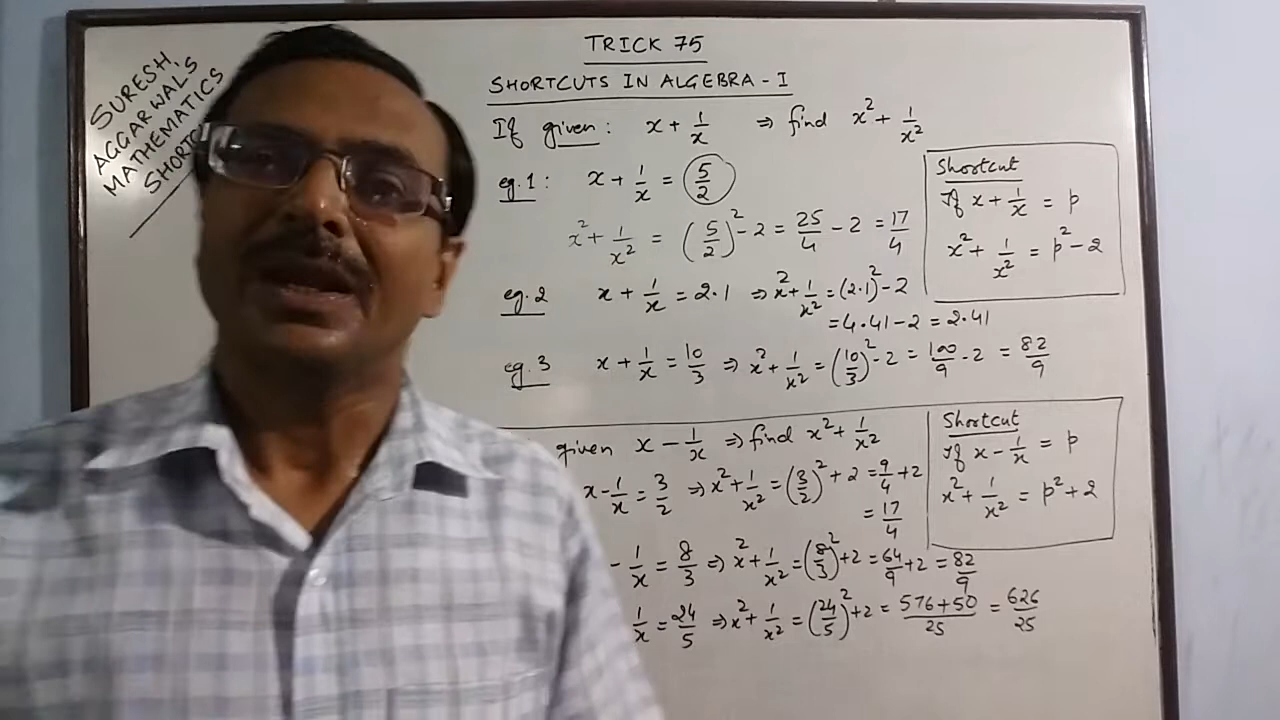 SURESH
AGGARWAL'S
MATHEMATICS
SHORT
TRICK 75
SHORTCUTS IN ALGEBRA - I
If given: x + 1/x ⇒ find x² + 1/x²
eg. 1: x + 1/x = 5/2
x² + 1/x² = (5/2)² - 2 = 25/4 - 2 = 17/4
eg. 2 x + 1/x = 2.1 ⇒ x² + 1/x² = (2.1)² - 2
= 4.41 - 2 = 2.41
eg. 3 x + 1/x = 10/3 ⇒ x² + 1/x² = (10/3)² - 2 = 100/9 - 2 = 82/9
Shortcut
If x + 1/x = p
x² + 1/x² = p² - 2
given x - 1/x ⇒ find x² + 1/x²
x - 1/x = 3/2 ⇒ x² + 1/x² = (3/2)² + 2 = 9/4 + 2
= 17/4
- 1/x = 8/3 ⇒ x² + 1/x² = (8/3)² + 2 = 64/9 + 2 = 82/9
1/x = 24/5 ⇒ x² + 1/x² = (24/5)² + 2 = 576+50/25 = 626/25
Shortcut
If x - 1/x = p
x² + 1/x² = p² + 2